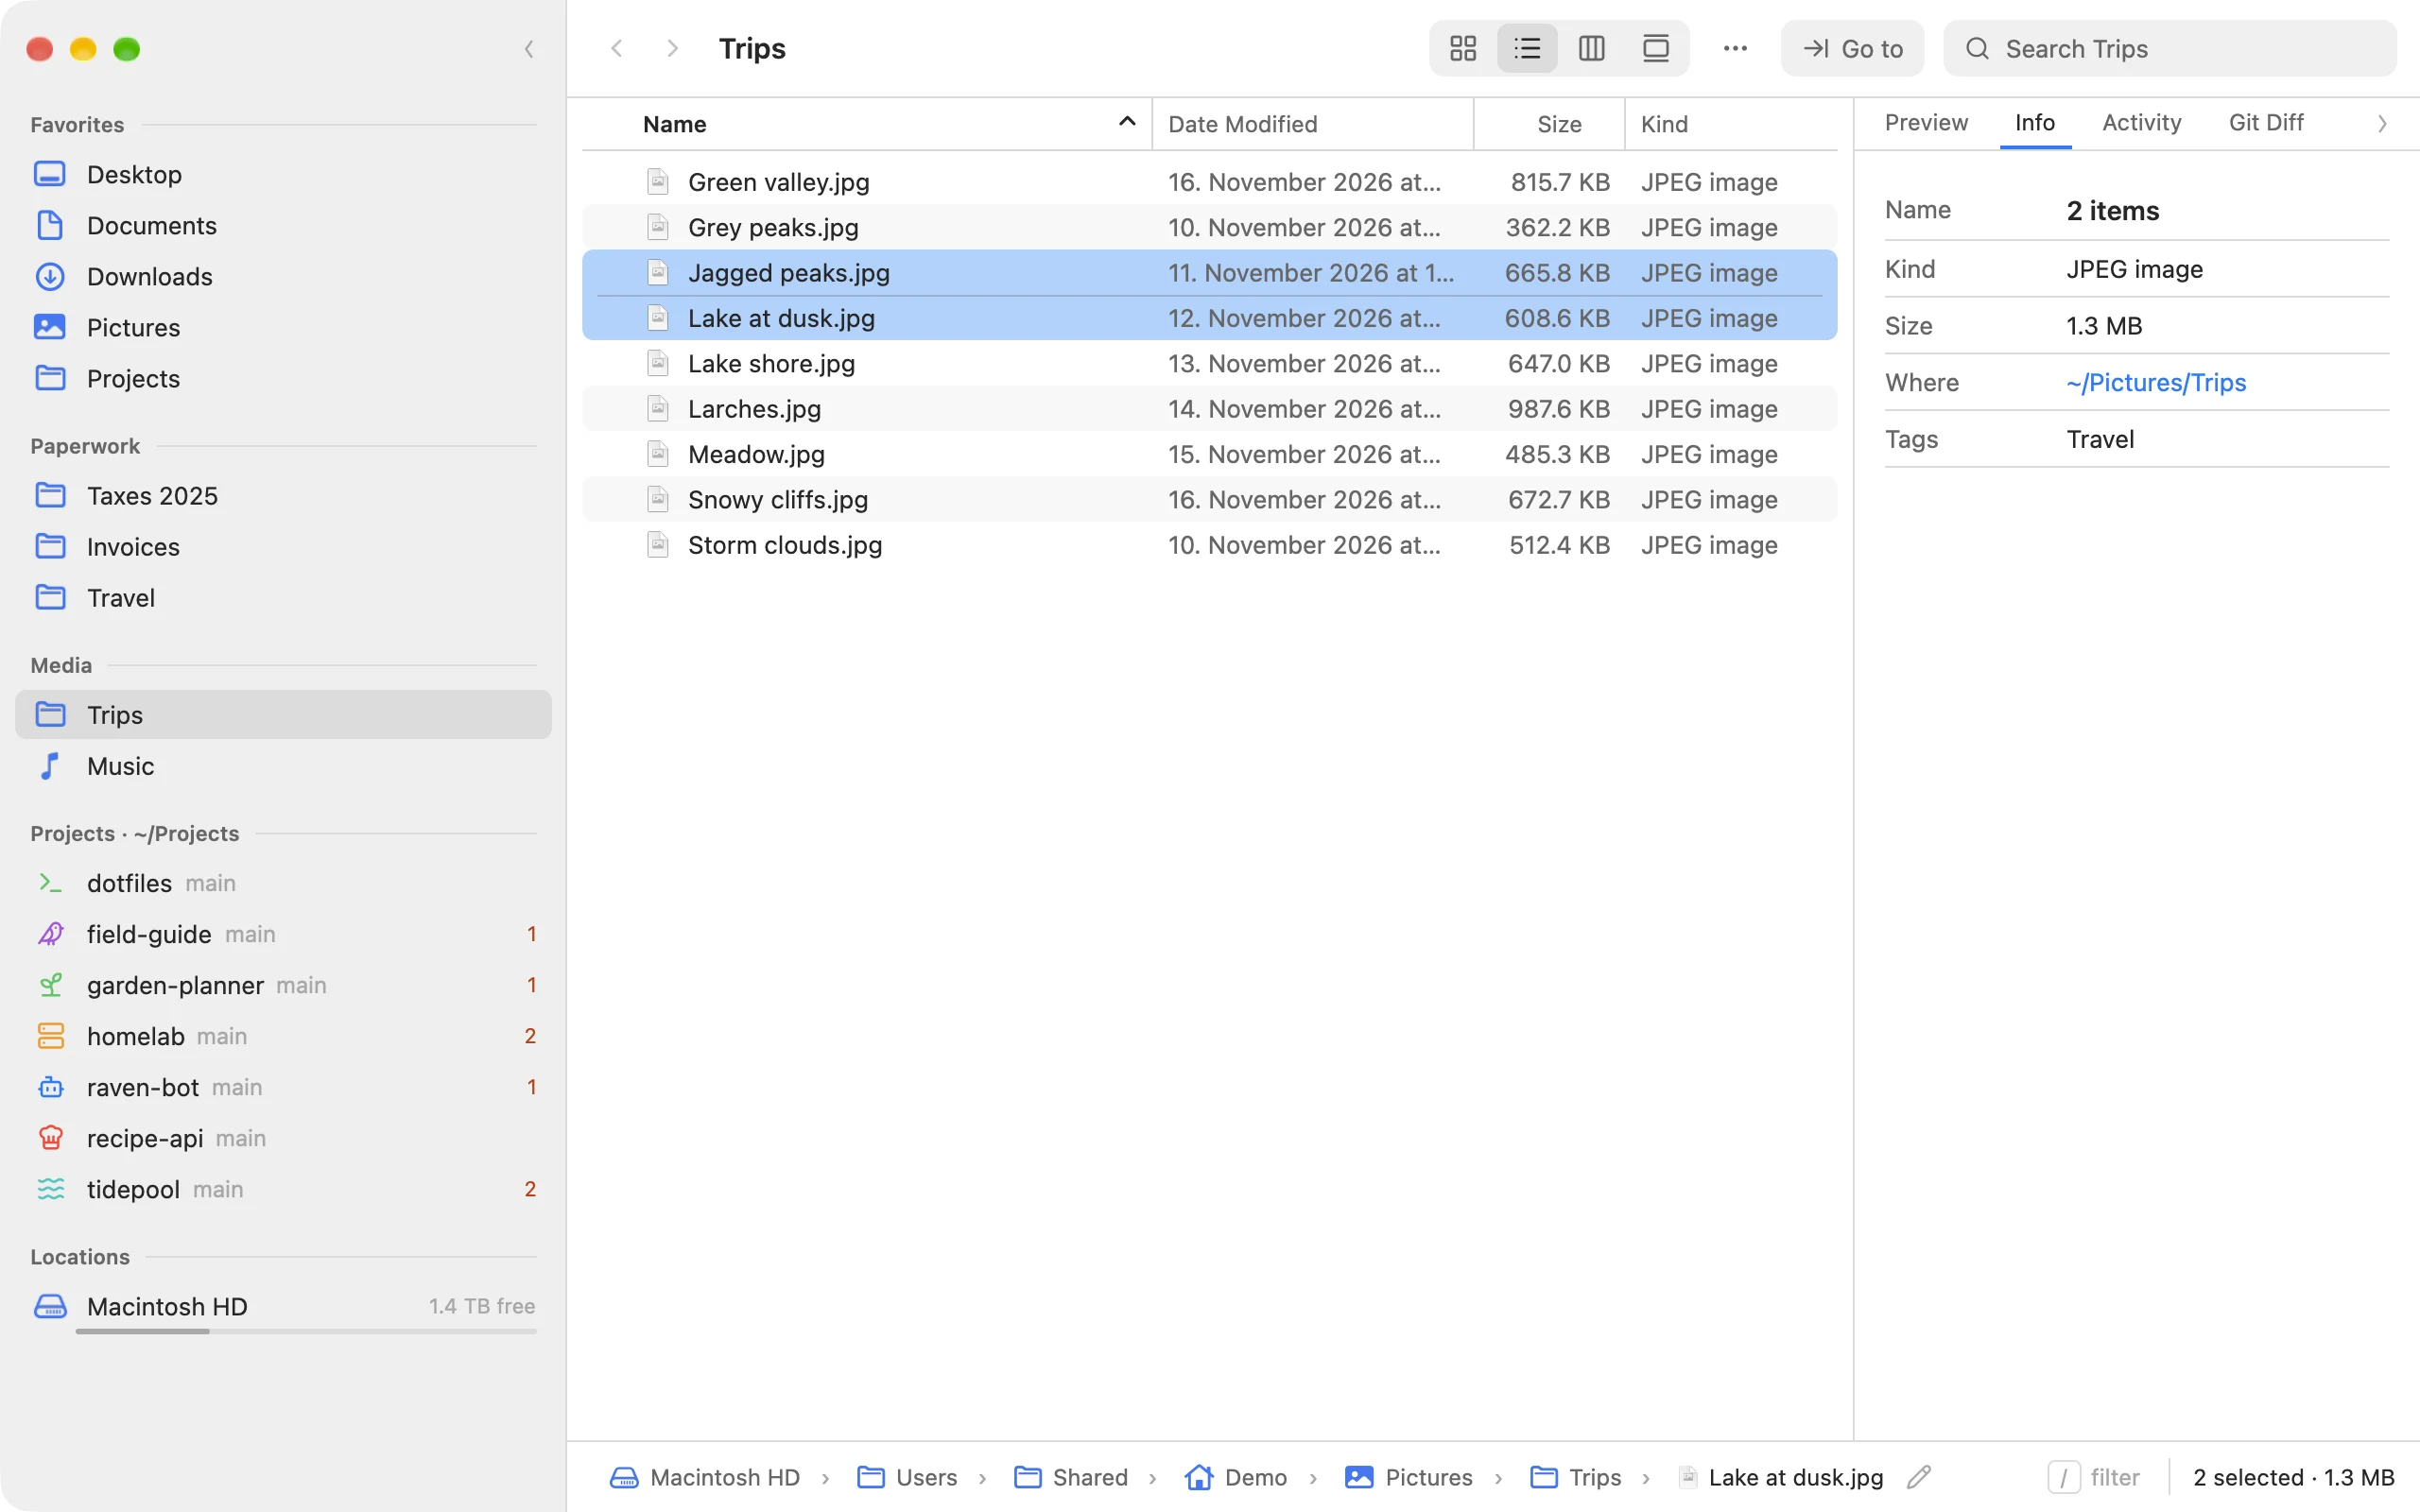 Favorites
Desktop
Documents
Downloads
Pictures
Projects
Paperwork
Taxes 2025
Invoices
Travel
Media
Trips
Music
Projects · ~/Projects
dotfiles main
field-guide main 1
garden-planner main 1
homelab main 2
raven-bot main 1
recipe-api main
tidepool main 2
Locations
Macintosh HD 1.4 TB free
Trips
Go to
Search Trips
Name Date Modified Size Kind
Green valley.jpg 16. November 2026 at... 815.7 KB JPEG image
Grey peaks.jpg 10. November 2026 at... 362.2 KB JPEG image
Jagged peaks.jpg 11. November 2026 at 1... 665.8 KB JPEG image
Lake at dusk.jpg 12. November 2026 at... 608.6 KB JPEG image
Lake shore.jpg 13. November 2026 at... 647.0 KB JPEG image
Larches.jpg 14. November 2026 at... 987.6 KB JPEG image
Meadow.jpg 15. November 2026 at... 485.3 KB JPEG image
Snowy cliffs.jpg 16. November 2026 at... 672.7 KB JPEG image
Storm clouds.jpg 10. November 2026 at... 512.4 KB JPEG image
Preview Info Activity Git Diff
Name 2 items
Kind JPEG image
Size 1.3 MB
Where ~/Pictures/Trips
Tags Travel
Macintosh HD › Users › Shared › Demo › Pictures › Trips › Lake at dusk.jpg
/ filter
2 selected · 1.3 MB